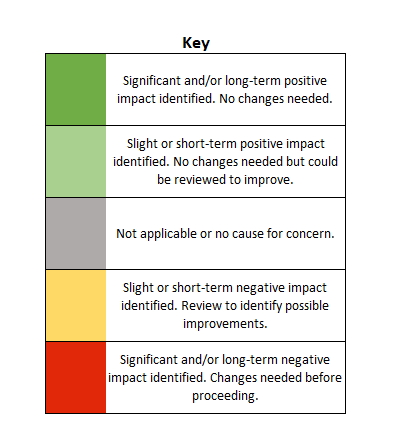 Key
Significant and/or long-term positive
impact identified. No changes needed.
Slight or short-term positive impact
identified. No changes needed but could
be reviewed to improve.
Not applicable or no cause for concern.
Slight or short-term negative impact
identified. Review to identify possible
improvements.
Significant and/or long-term negative
impact identified. Changes needed before
proceeding.